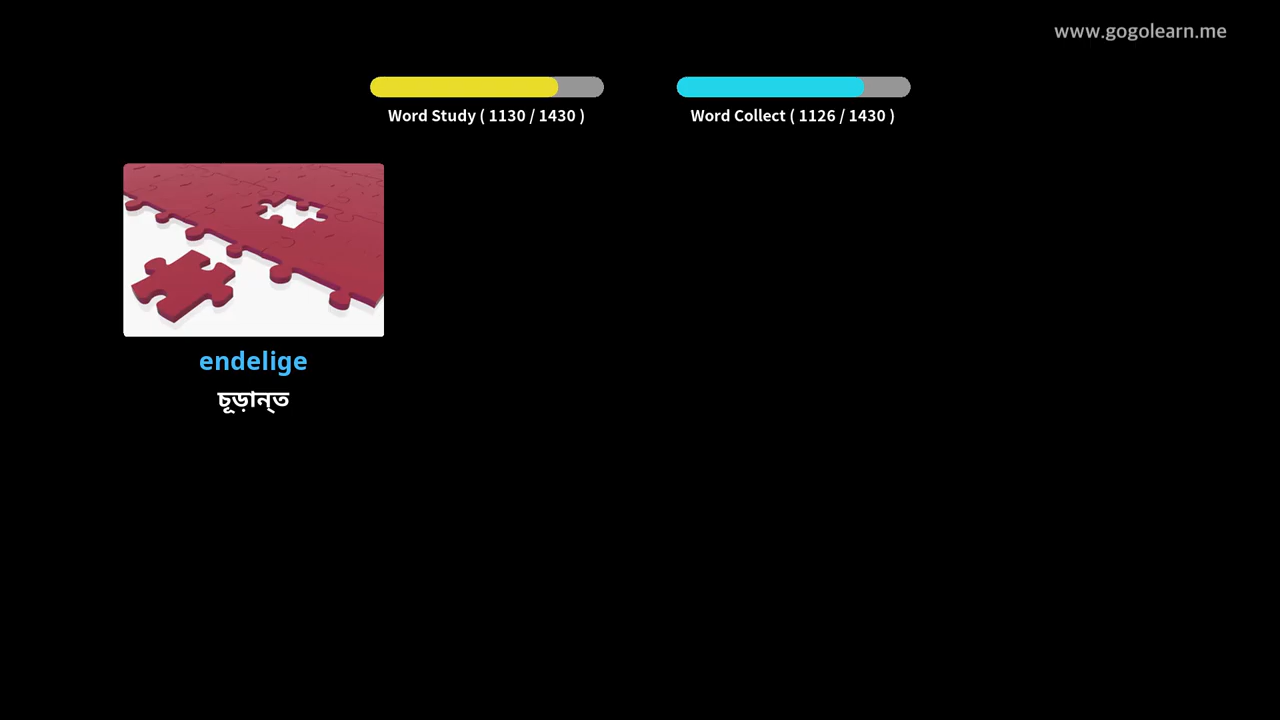 www.gogolearn.me
Word Study ( 1130 / 1430 )
Word Collect ( 1126 / 1430 )
endelige
চূড়ান্ত